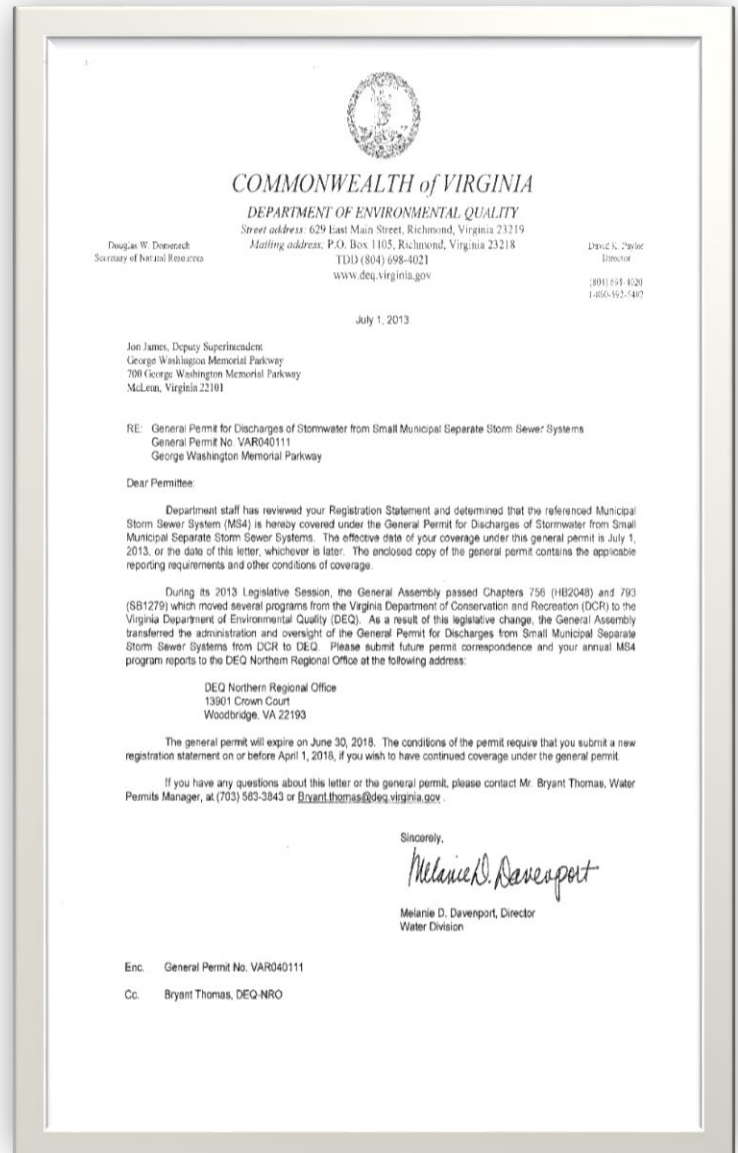 COMMONWEALTH of VIRGINIA
DEPARTMENT OF ENVIRONMENTAL QUALITY
Street address: 629 East Main Street, Richmond, Virginia 23219
Mailing address: P.O. Box 1105, Richmond, Virginia 23218
TDD (804) 698-4021
www.deq.virginia.gov
Douglas W. Domenech
Secretary of Natural Resources
David K. Paylor
Director
(804) 698-4020
1-800-592-5482
July 1, 2013
Jon James, Deputy Superintendent
George Washington Memorial Parkway
700 George Washington Memorial Parkway
McLean, Virginia 22101
RE: General Permit for Discharges of Stormwater from Small Municipal Separate Storm Sewer Systems
General Permit No. VAR040111
George Washington Memorial Parkway
Dear Permittee:
Department staff has reviewed your Registration Statement and determined that the referenced Municipal
Storm Sewer System (MS4) is hereby covered under the General Permit for Discharges of Stormwater from Small
Municipal Separate Storm Sewer Systems. The effective date of your coverage under this general permit is July 1,
2013, or the date of this letter, whichever is later. The enclosed copy of the general permit contains the applicable
reporting requirements and other conditions of coverage.
During its 2013 Legislative Session, the General Assembly passed Chapters 756 (HB2048) and 793
(SB1279) which moved several programs from the Virginia Department of Conservation and Recreation (DCR) to the
Virginia Department of Environmental Quality (DEQ). As a result of this legislative change, the General Assembly
transferred the administration and oversight of the General Permit for Discharges from Small Municipal Separate
Storm Sewer Systems from DCR to DEQ. Please submit future permit correspondence and your annual MS4
program reports to the DEQ Northern Regional Office at the following address:
DEQ Northern Regional Office
13901 Crown Court
Woodbridge, VA 22193
The general permit will expire on June 30, 2018. The conditions of the permit require that you submit a new
registration statement on or before April 1, 2018, if you wish to have continued coverage under the general permit.
If you have any questions about this letter or the general permit, please contact Mr. Bryant Thomas, Water
Permits Manager, at (703) 583-3843 or Bryant.thomas@deq.virginia.gov .
Sincerely,
Melanie D. Davenport
Melanie D. Davenport, Director
Water Division
Enc. General Permit No. VAR040111
Cc. Bryant Thomas, DEQ-NRO